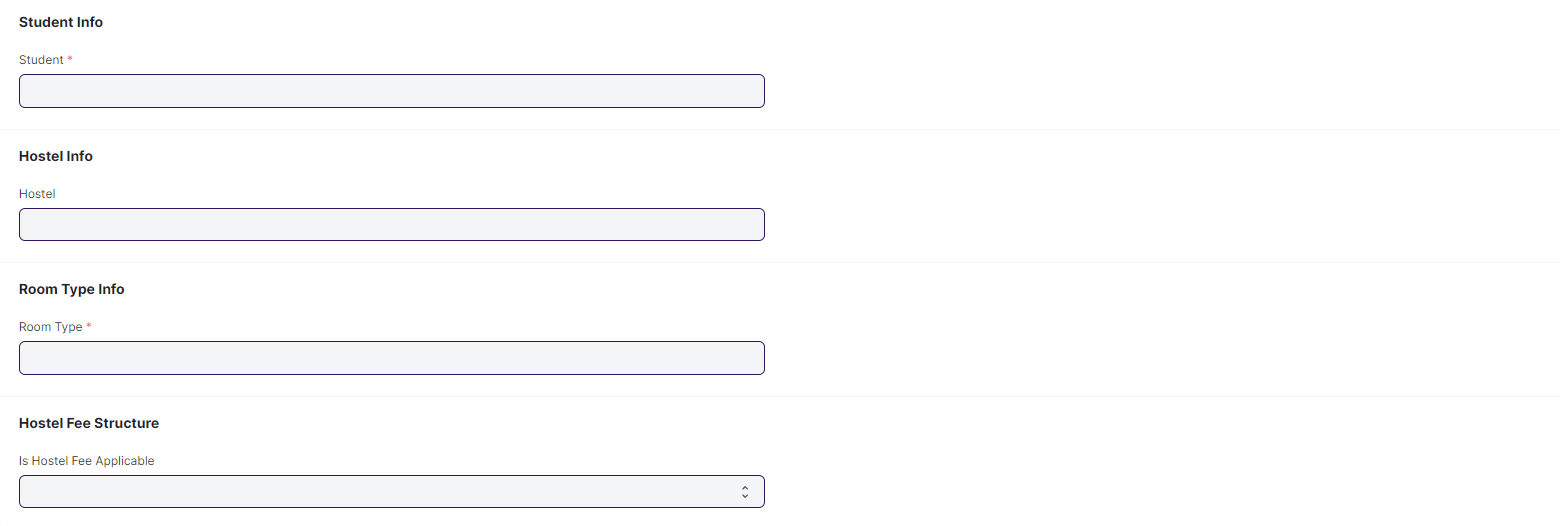 Student Info
Student *
Hostel Info
Hostel
Room Type Info
Room Type *
Hostel Fee Structure
Is Hostel Fee Applicable